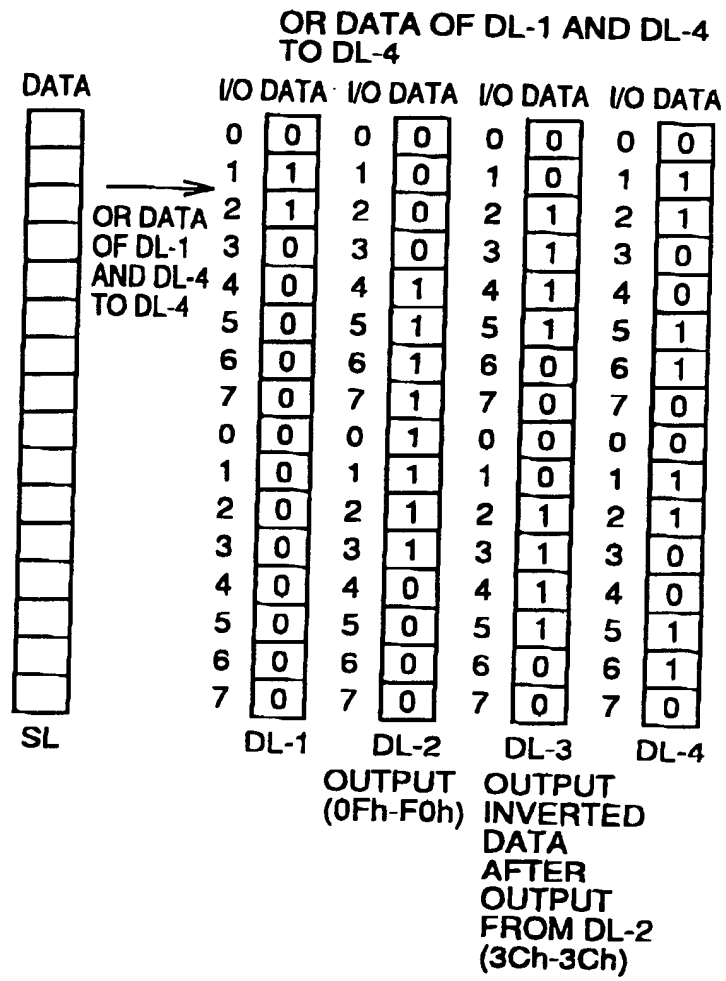 OR DATA OF DL-1 AND DL-4
TO DL-4
DATA I/O DATA I/O DATA I/O DATA I/O DATA
0 0 0 0 0 0 0 0
1 1 1 0 1 0 1 1
2 1 2 0 2 1 2 1
3 0 3 0 3 1 3 0
4 0 4 1 4 1 4 0
5 0 5 1 5 1 5 1
6 0 6 1 6 0 6 1
7 0 7 1 7 0 7 0
0 0 0 1 0 0 0 0
1 0 1 1 1 0 1 1
2 0 2 1 2 1 2 1
3 0 3 1 3 1 3 0
4 0 4 0 4 1 4 0
5 0 5 0 5 1 5 1
6 0 6 0 6 0 6 1
7 0 7 0 7 0 7 0
OR DATA
OF DL-1
AND DL-4
TO DL-4
SL DL-1 DL-2 DL-3 DL-4
OUTPUT
(0Fh-F0h)
OUTPUT
INVERTED
DATA
AFTER
OUTPUT
FROM DL-2
(3Ch-3Ch)